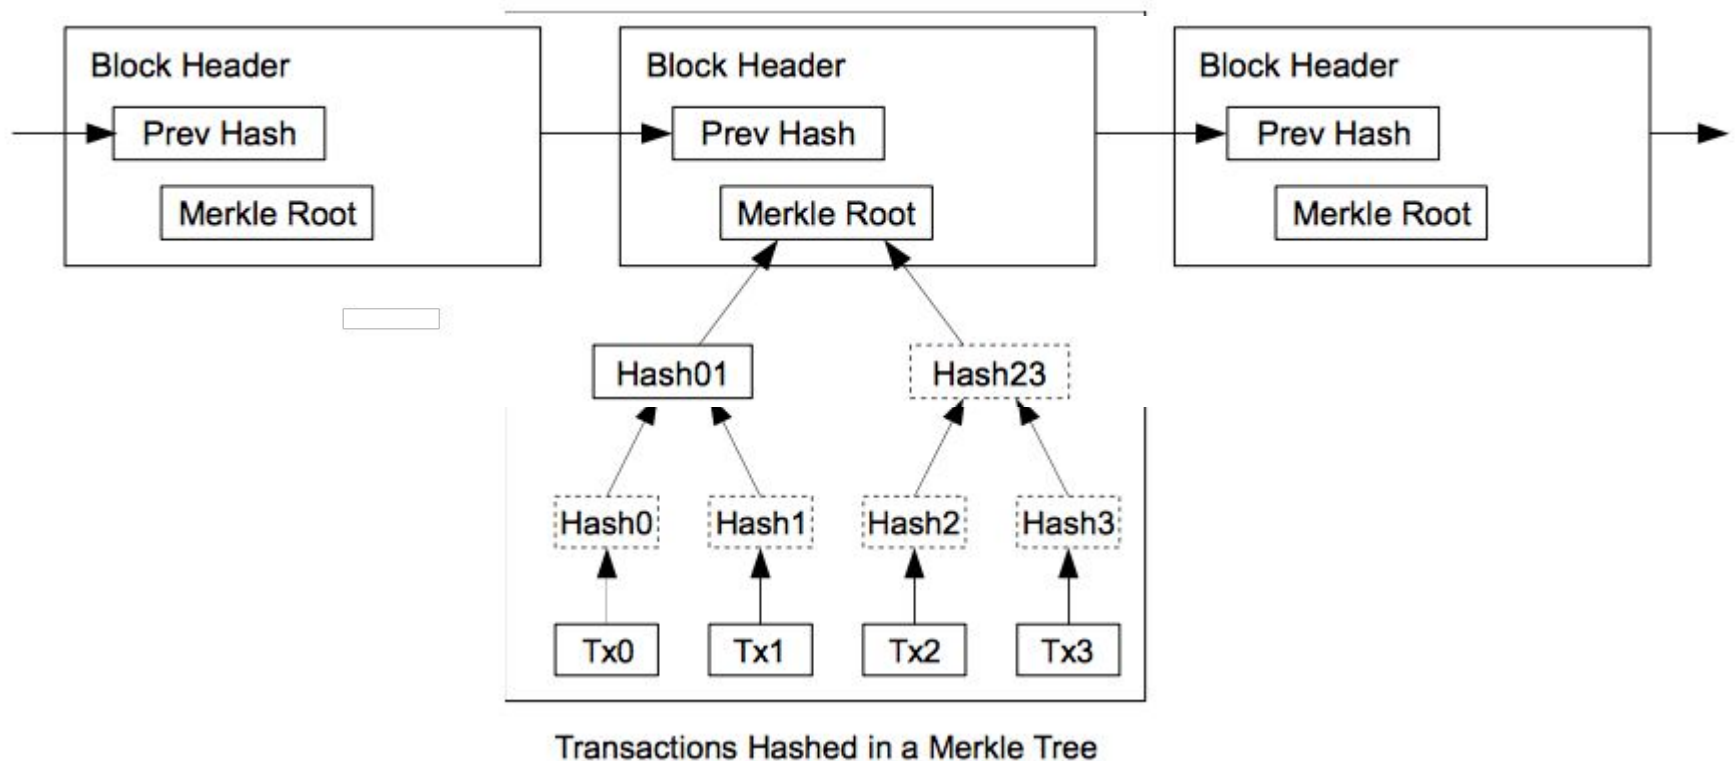 Block Header
Block Header
Block Header
Prev Hash
Prev Hash
Prev Hash
Merkle Root
Merkle Root
Merkle Root
Hash01
Hash23
Hash0
Hash1
Hash2
Hash3
Tx0
Tx1
Tx2
Tx3
Transactions Hashed in a Merkle Tree